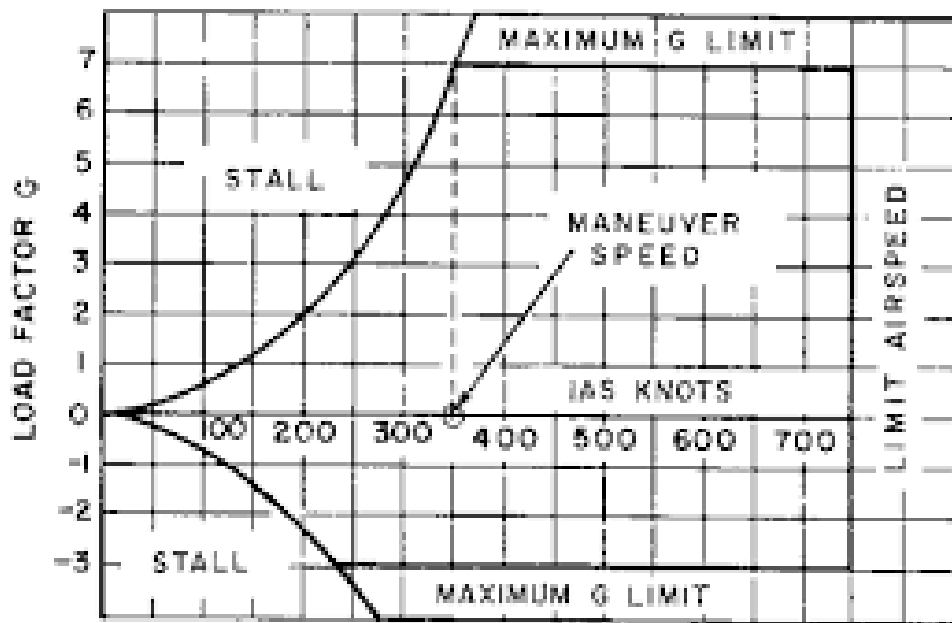 MAXIMUM G LIMIT
7
6
5
4
3
2
1
0
-1
-2
-3
LOAD FACTOR G
STALL
MANEUVER
SPEED
IAS KNOTS
100 200 300 400 500 600 700
LIMIT AIRSPEED
STALL
MAXIMUM G LIMIT